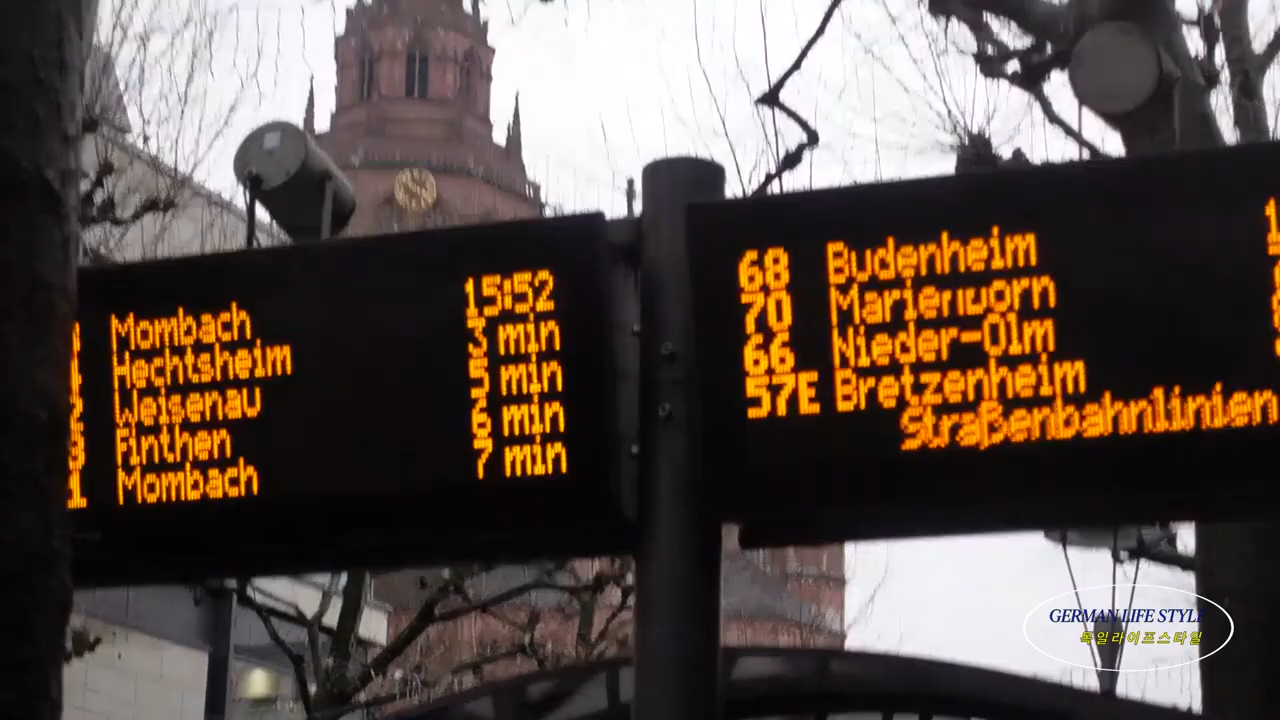 15:52
Mombach 3 min
Hechtsheim 5 min
Weisenau 6 min
Finthen 7 min
1 Mombach
68 Budenheim
70 Marienborn
66 Nieder-Olm
57E Bretzenheim
Straßenbahnlinien
GERMAN LIFE STYLE
독일라이프스타일